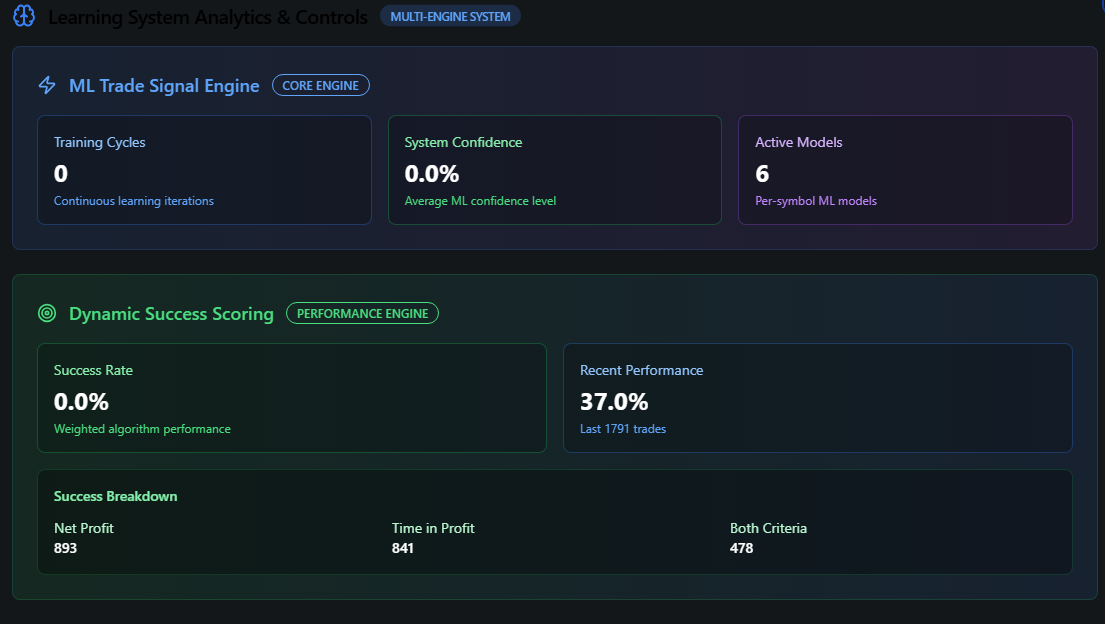 Learning System Analytics & Controls MULTI-ENGINE SYSTEM
ML Trade Signal Engine CORE ENGINE
Training Cycles
0
Continuous learning iterations
System Confidence
0.0%
Average ML confidence level
Active Models
6
Per-symbol ML models
Dynamic Success Scoring PERFORMANCE ENGINE
Success Rate
0.0%
Weighted algorithm performance
Recent Performance
37.0%
Last 1791 trades
Success Breakdown
Net Profit
893
Time in Profit
841
Both Criteria
478